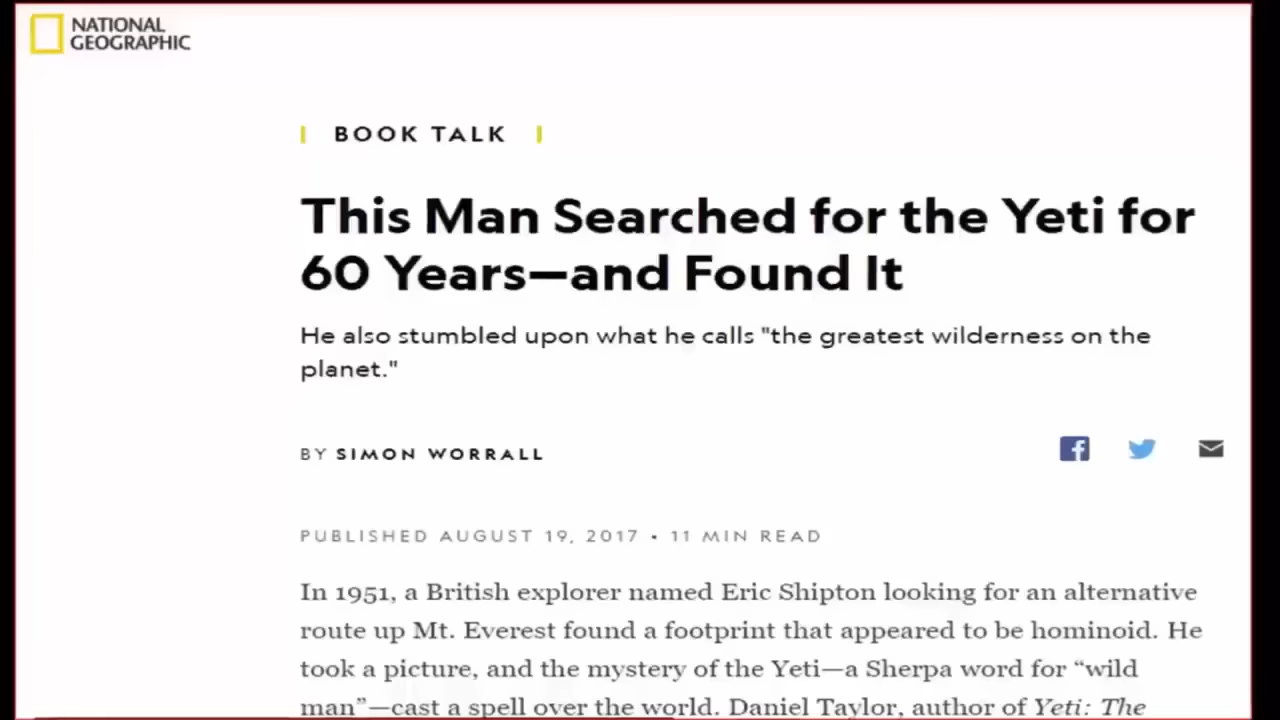 NATIONAL
GEOGRAPHIC
BOOK TALK
This Man Searched for the Yeti for
60 Years—and Found It
He also stumbled upon what he calls "the greatest wilderness on the
planet."
BY SIMON WORRALL
PUBLISHED AUGUST 19, 2017 • 11 MIN READ
In 1951, a British explorer named Eric Shipton looking for an alternative
route up Mt. Everest found a footprint that appeared to be hominoid. He
took a picture, and the mystery of the Yeti—a Sherpa word for “wild
man”—cast a spell over the world. Daniel Taylor, author of Yeti: The